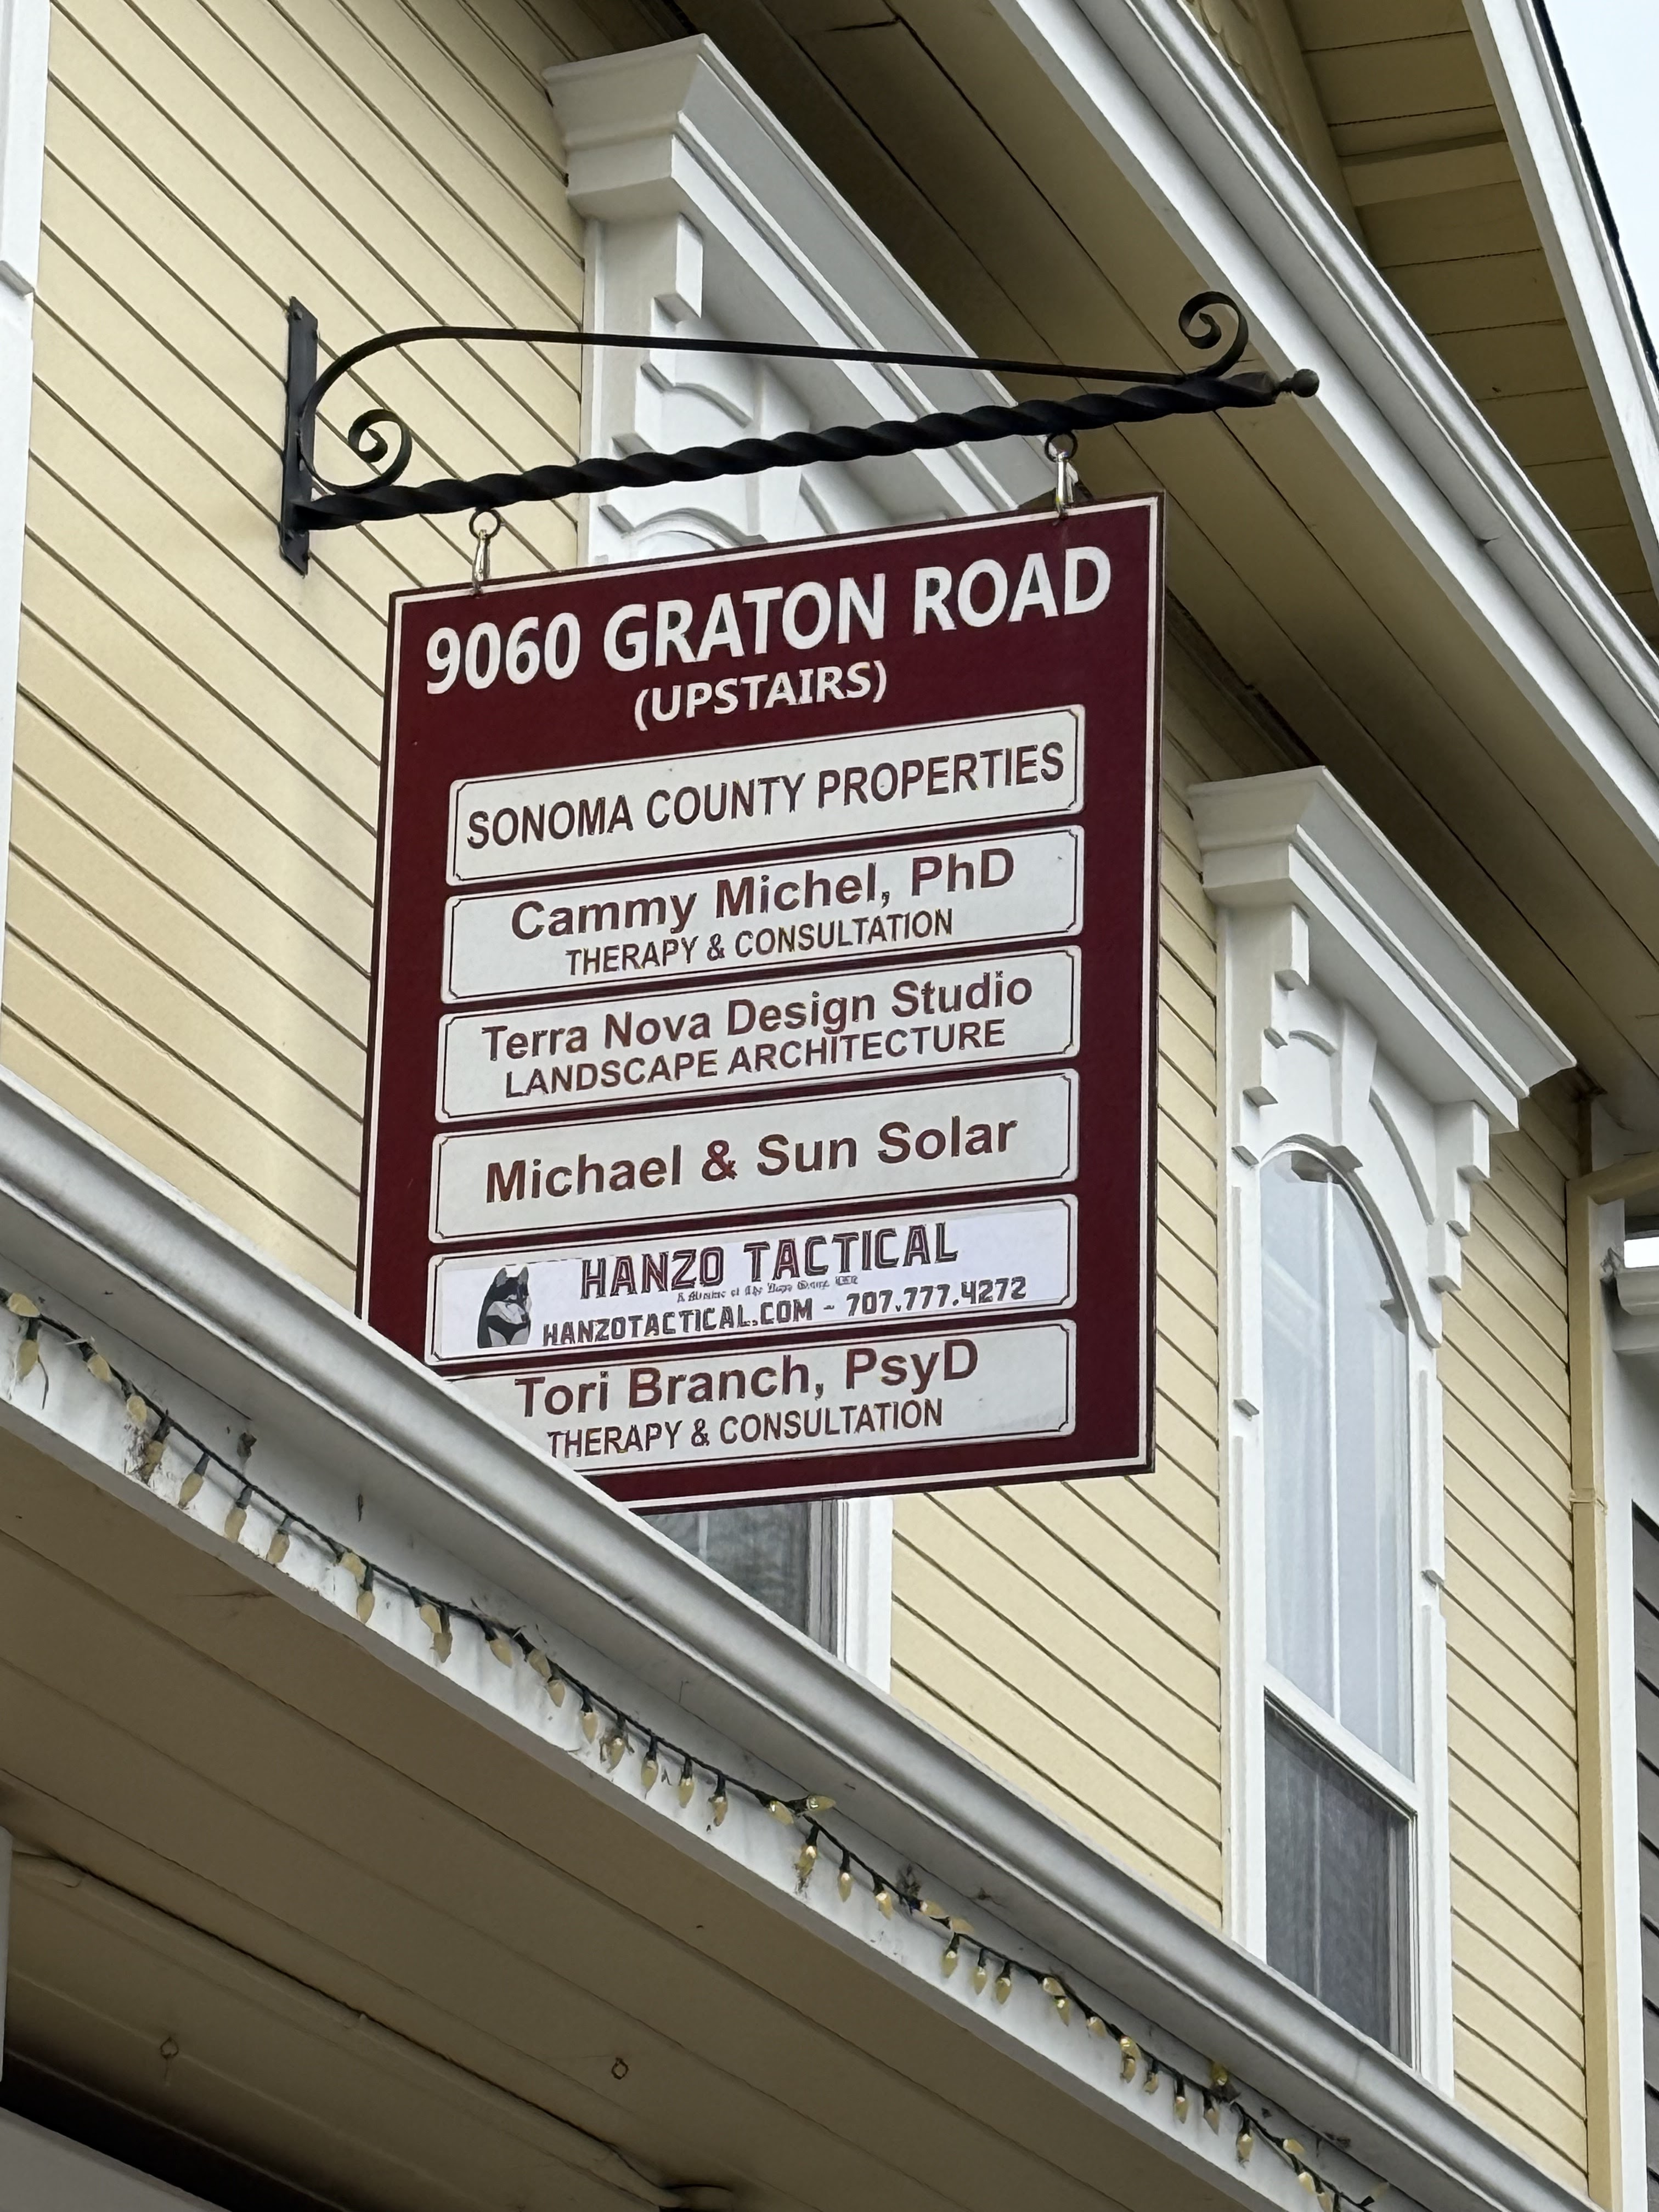 9060 GRATON ROAD
(UPSTAIRS)
SONOMA COUNTY PROPERTIES
Cammy Michel, PhD
THERAPY & CONSULTATION
Terra Nova Design Studio
LANDSCAPE ARCHITECTURE
Michael & Sun Solar
HANZO TACTICAL
HANZOTACTICAL.COM - 707.777.4272
Tori Branch, PsyD
THERAPY & CONSULTATION